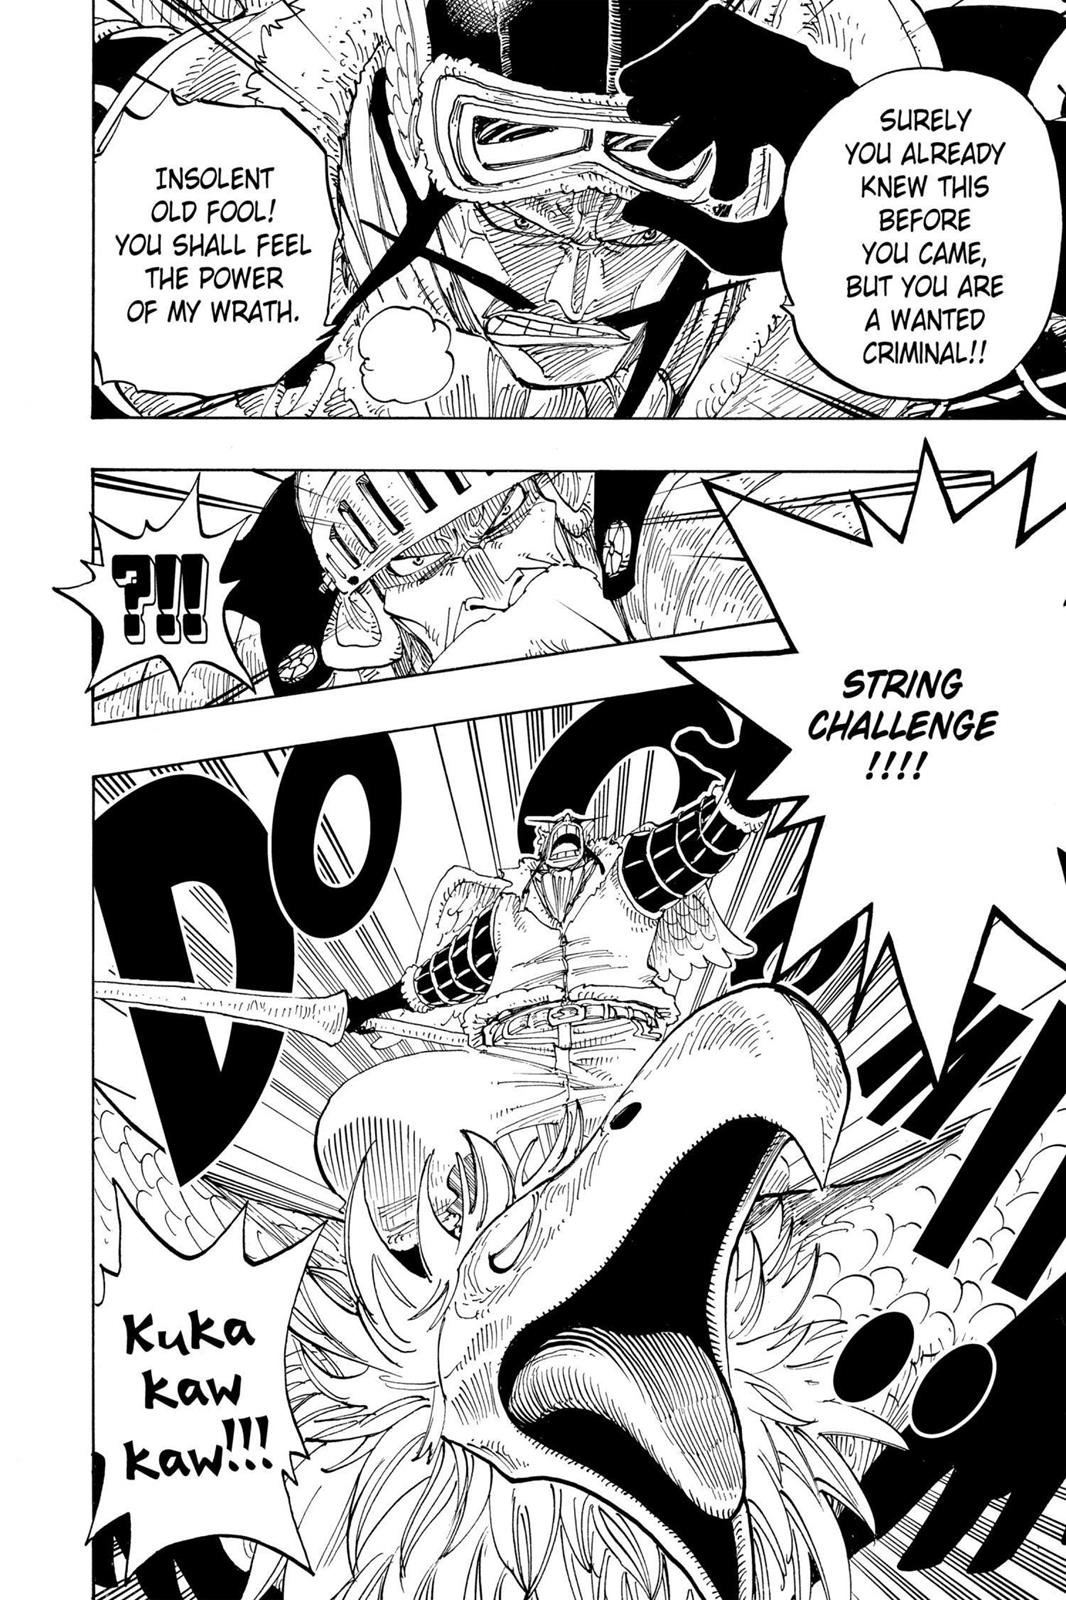 SURELY
YOU ALREADY
KNEW THIS
BEFORE
YOU CAME,
BUT YOU ARE
A WANTED
CRIMINAL!!
INSOLENT
OLD FOOL!
YOU SHALL FEEL
THE POWER
OF MY WRATH.
STRING
CHALLENGE
!!!!
?!!
Kuka
kaw
kaw!!!